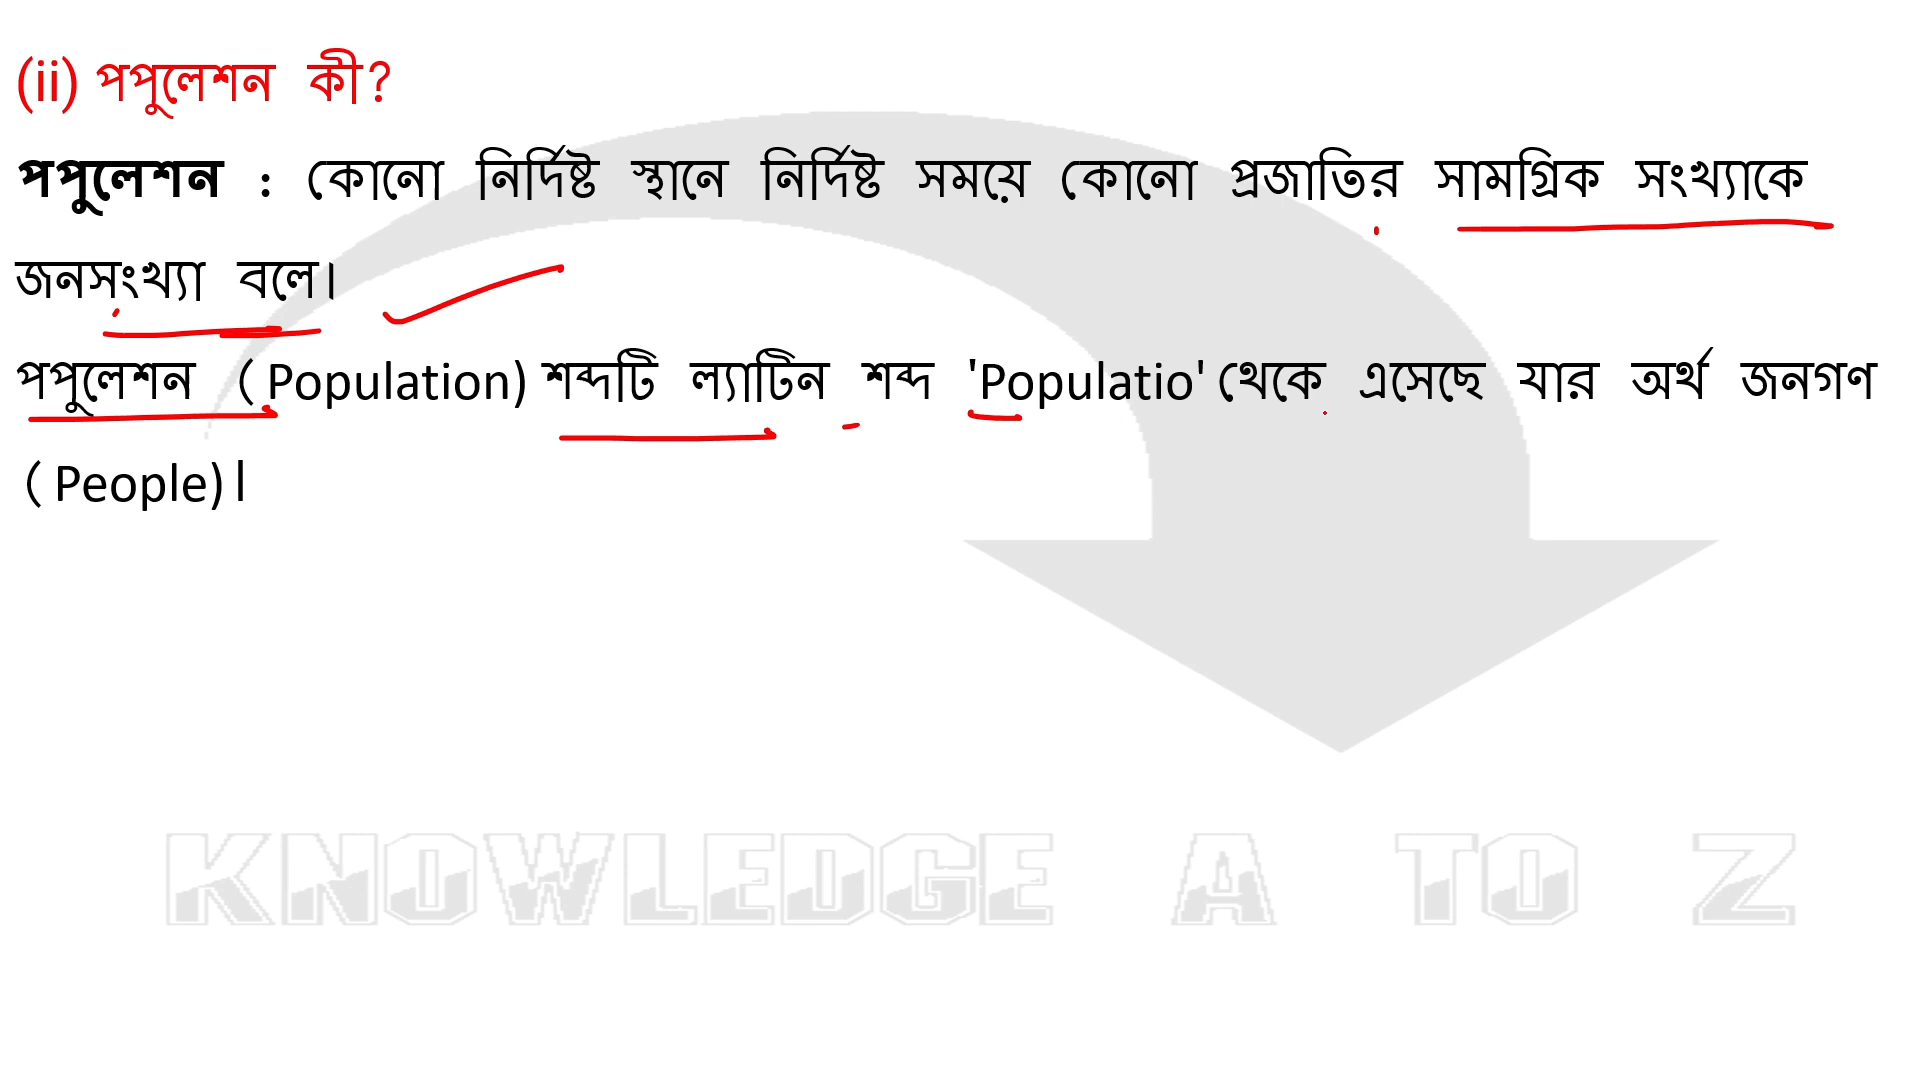 (ii) পপুলেশন কী?
পপুলেশন : কোনো নির্দিষ্ট স্থানে নির্দিষ্ট সময়ে কোনো প্রজাতির সামগ্রিক সংখ্যাকে
জনসংখ্যা বলে।
পপুলেশন (Population) শব্দটি ল্যাটিন শব্দ 'Populatio' থেকে এসেছে যার অর্থ জনগণ
(People)।
KNOWLEDGE A TO Z